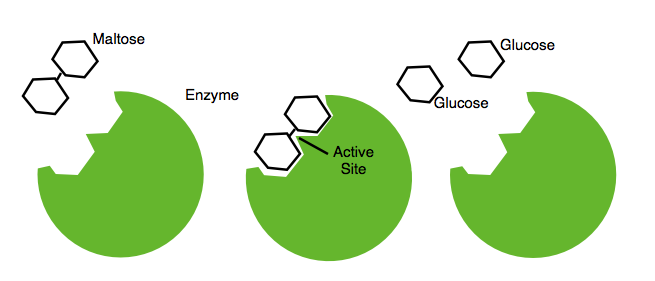 Maltose
Enzyme
Active
Site
Glucose
Glucose